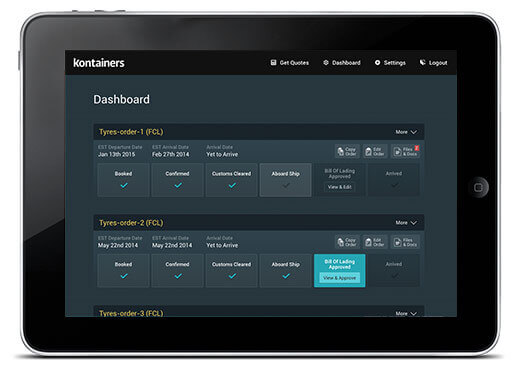 kontainers
Get Quotes Dashboard Settings Logout
Dashboard
Tyres-order-1 (FCL) More
EST Departure Date EST Arrival Date Arrival Date
Jan 13th 2015 Feb 27th 2014 Yet to Arrive
Copy Order Edit Order Files & Docs
Booked Confirmed Customs Cleared Aboard Ship Bill Of Lading Approved Arrived
View & Edit
Tyres-order-2 (FCL) More
EST Departure Date EST Arrival Date Arrival Date
May 22nd 2014 May 22nd 2014 Yet to Arrive
Copy Order Edit Order Files & Docs
Booked Confirmed Customs Cleared Aboard Ship Bill Of Lading Approved Arrived
View & Approve
Tyres-order-3 (FCL) More